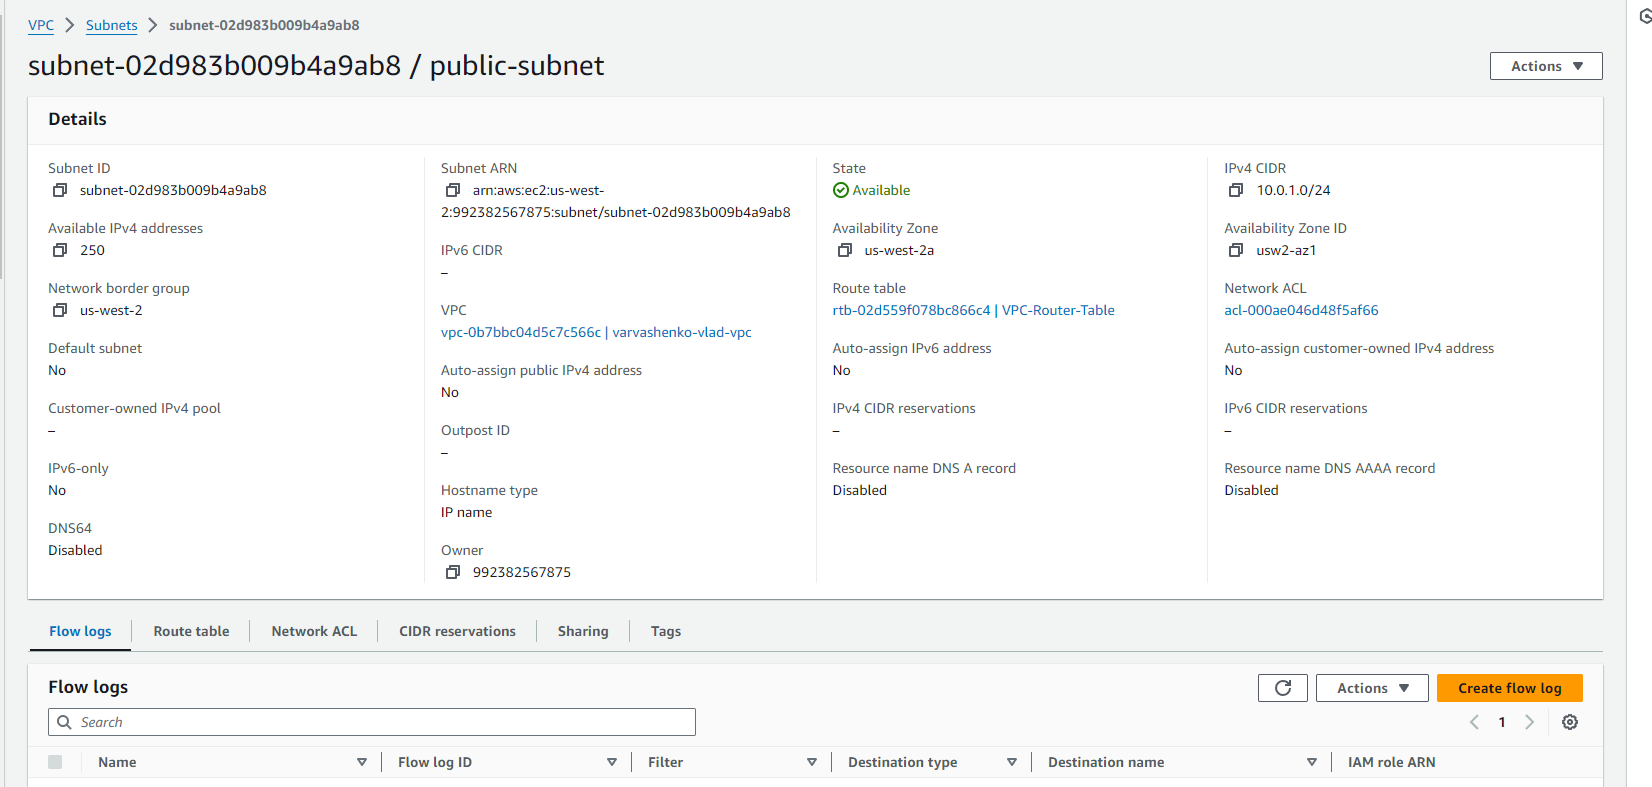 VPC > Subnets > subnet-02d983b009b4a9ab8
subnet-02d983b009b4a9ab8 / public-subnet
Actions
Details
Subnet ID
subnet-02d983b009b4a9ab8
Available IPv4 addresses
250
Network border group
us-west-2
Default subnet
No
Customer-owned IPv4 pool
–
IPv6-only
No
DNS64
Disabled
Subnet ARN
arn:aws:ec2:us-west-
2:992382567875:subnet/subnet-02d983b009b4a9ab8
IPv6 CIDR
–
VPC
vpc-0b7bbc04d5c7c566c | varvashenko-vlad-vpc
Auto-assign public IPv4 address
No
Outpost ID
–
Hostname type
IP name
Owner
992382567875
State
Available
Availability Zone
us-west-2a
Route table
rtb-02d559f078bc866c4 | VPC-Router-Table
Auto-assign IPv6 address
No
IPv4 CIDR reservations
–
Resource name DNS A record
Disabled
IPv4 CIDR
10.0.1.0/24
Availability Zone ID
usw2-az1
Network ACL
acl-000ae046d48f5af66
Auto-assign customer-owned IPv4 address
No
IPv6 CIDR reservations
–
Resource name DNS AAAA record
Disabled
Flow logs Route table Network ACL CIDR reservations Sharing Tags
Flow logs
Actions Create flow log
Search
1
Name Flow log ID Filter Destination type Destination name IAM role ARN